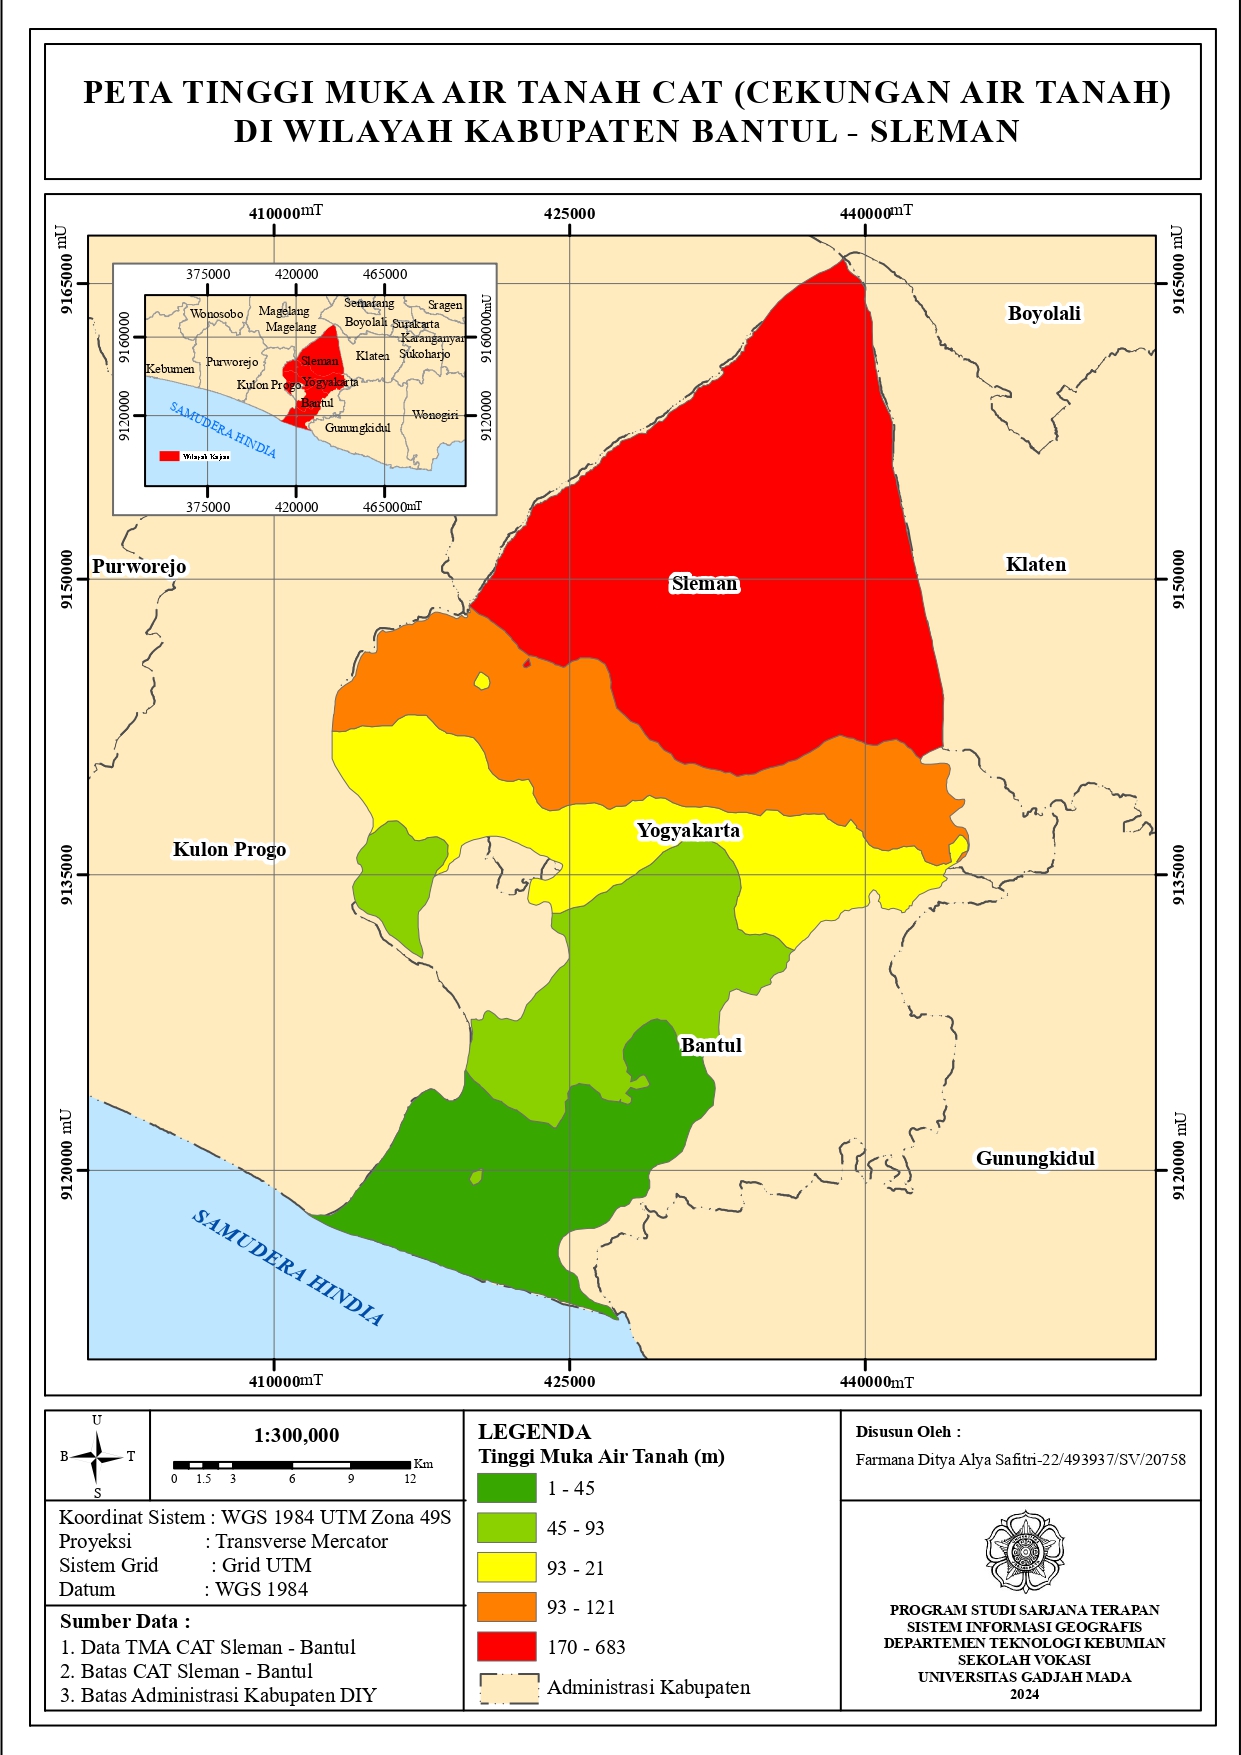 PETA TINGGI MUKA AIR TANAH CAT (CEKUNGAN AIR TANAH)
DI WILAYAH KABUPATEN BANTUL - SLEMAN
410000mT 425000 440000mT
9165000 mU
9165000 mU
375000 420000 465000
9160000
9160000mU
Wonosobo
Magelang
Semarang
Sragen
Magelang
Boyolali
Surakarta
Karanganyar
Kebumen
Purworejo
Sleman
Klaten
Sukoharjo
Kulon Progo
Yogyakarta
Bantul
Wonogiri
Gunungkidul
9120000
9120000
SAMUDERA HINDIA
Wilayah Kajian
375000 420000 465000mT
Boyolali
Purworejo
Klaten
Sleman
9150000
9150000
Yogyakarta
Kulon Progo
9135000
9135000
Bantul
Gunungkidul
9120000 mU
9120000 mU
SAMUDERA HINDIA
410000mT 425000 440000mT
U
B T
S
1:300,000
Km
0 1.5 3 6 9 12
Koordinat Sistem : WGS 1984 UTM Zona 49S
Proyeksi : Transverse Mercator
Sistem Grid : Grid UTM
Datum : WGS 1984
Sumber Data :
1. Data TMA CAT Sleman - Bantul
2. Batas CAT Sleman - Bantul
3. Batas Administrasi Kabupaten DIY
LEGENDA
Tinggi Muka Air Tanah (m)
1 - 45
45 - 93
93 - 21
93 - 121
170 - 683
Administrasi Kabupaten
Disusun Oleh :
Farmana Ditya Alya Safitri-22/493937/SV/20758
PROGRAM STUDI SARJANA TERAPAN
SISTEM INFORMASI GEOGRAFIS
DEPARTEMEN TEKNOLOGI KEBUMIAN
SEKOLAH VOKASI
UNIVERSITAS GADJAH MADA
2024